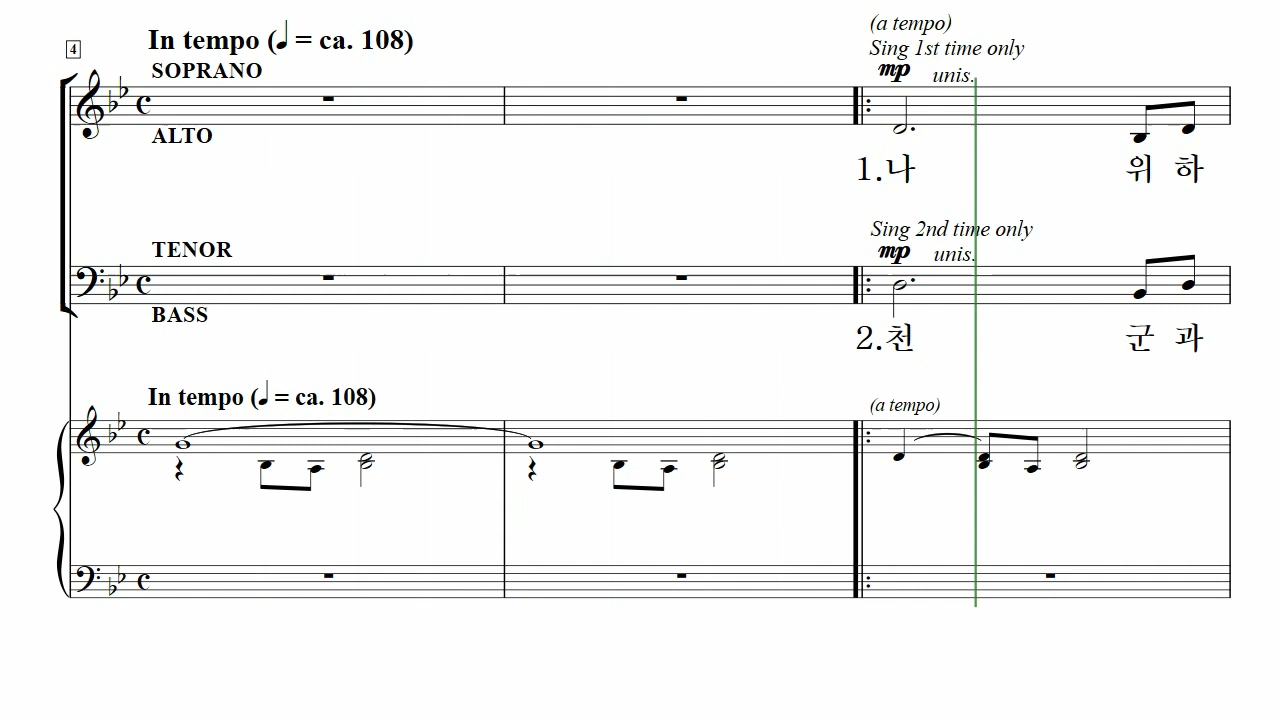 4
In tempo (♩ = ca. 108)
(a tempo)
Sing 1st time only
SOPRANO
mp unis.
ALTO
1.나 위 하
Sing 2nd time only
TENOR
mp unis.
BASS
2.천 군 과
In tempo (♩ = ca. 108)
(a tempo)